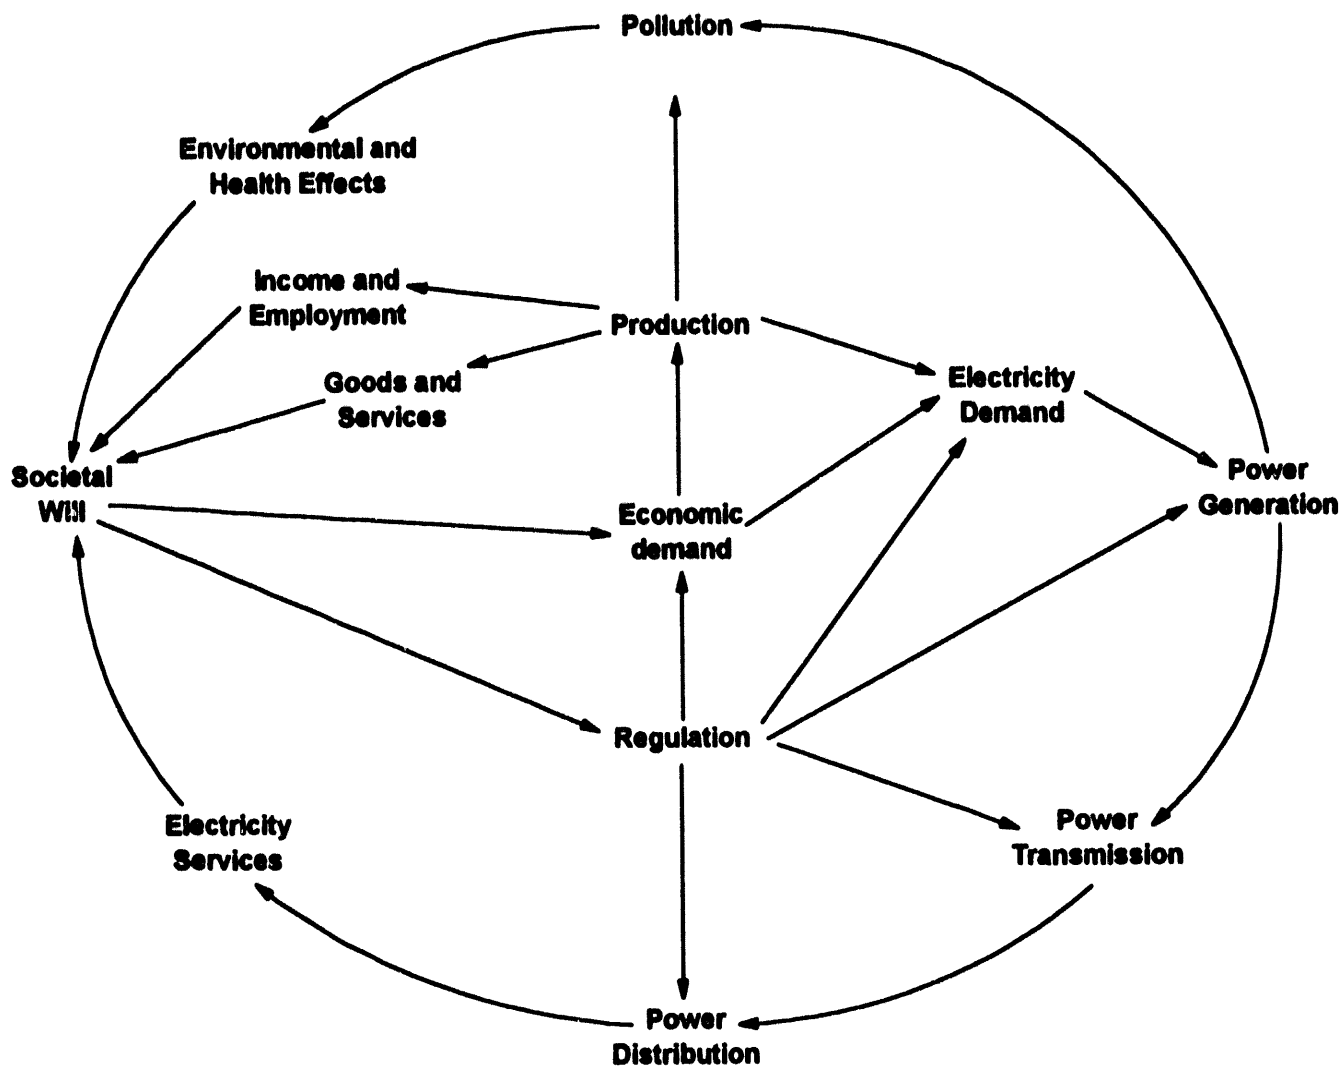 Pollution
Environmental and
Health Effects
Income and
Employment
Production
Goods and
Services
Electricity
Demand
Societal
Will
Economic
demand
Power
Generation
Regulation
Electricity
Services
Power
Transmission
Power
Distribution